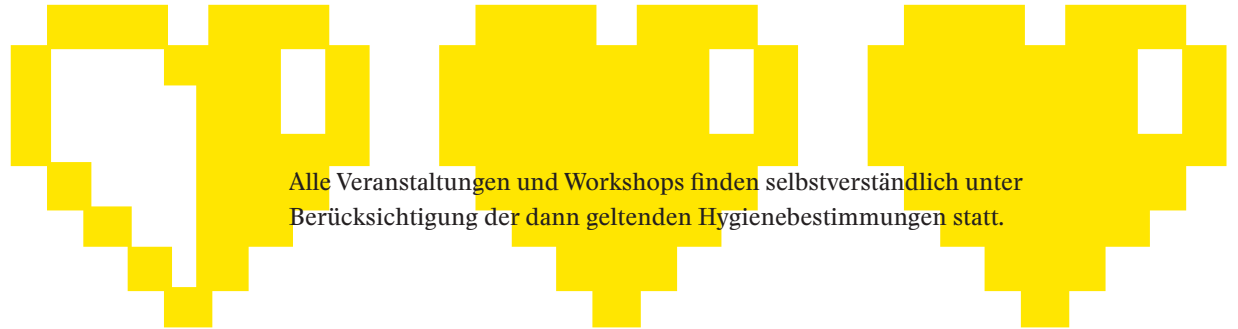 Alle Veranstaltungen und Workshops finden selbstverständlich unter
Berücksichtigung der dann geltenden Hygienebestimmungen statt.